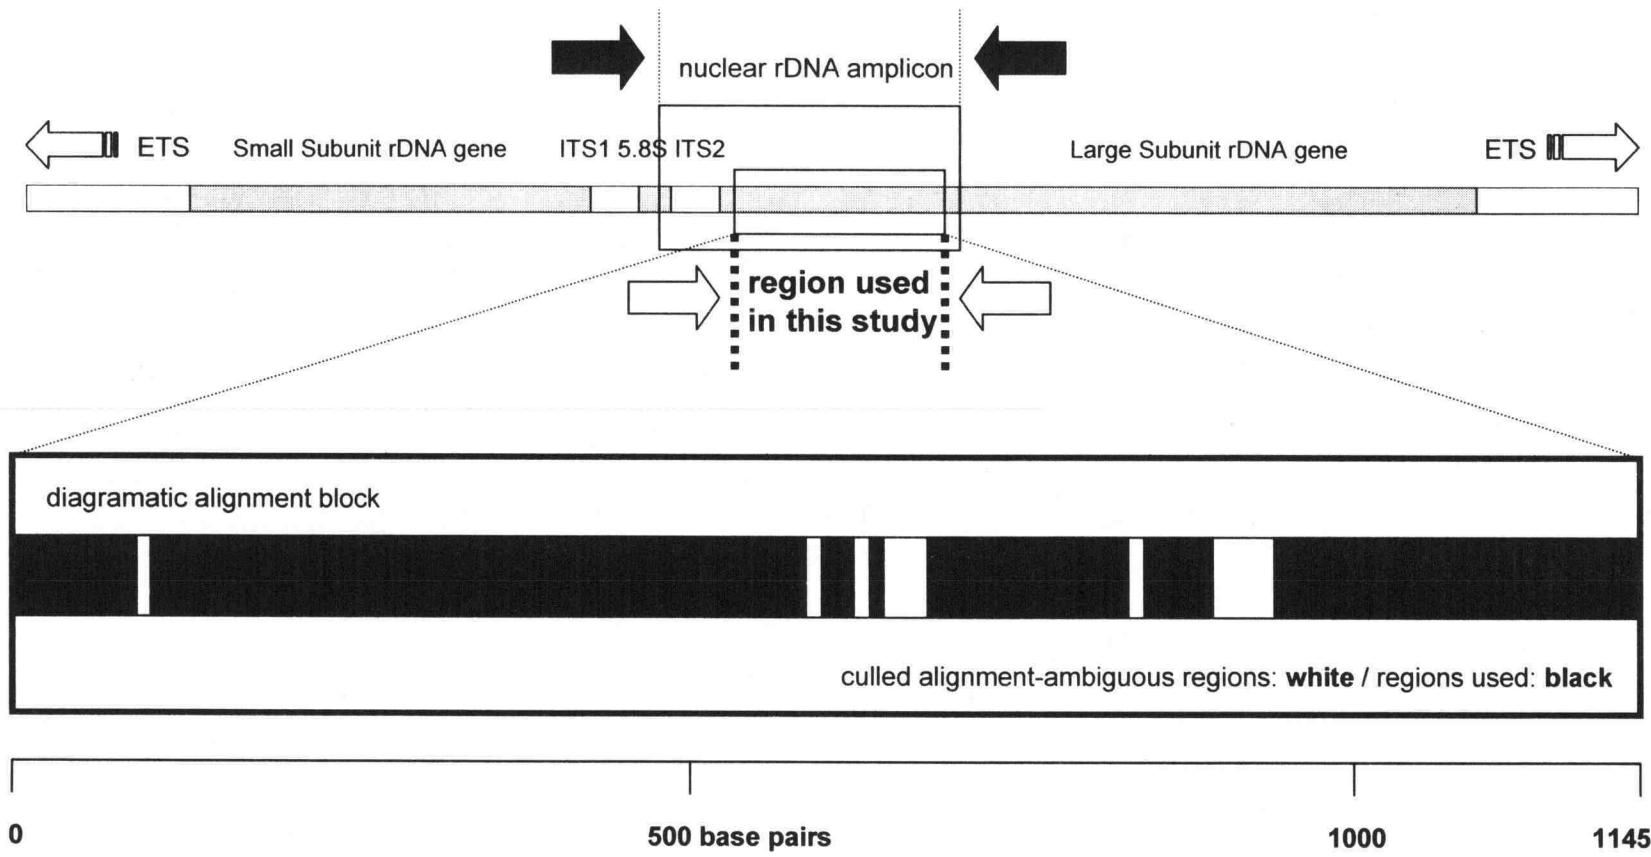 nuclear rDNA amplicon
ETS Small Subunit rDNA gene ITS1 5.8S ITS2 Large Subunit rDNA gene ETS
region used
in this study
diagramatic alignment block
culled alignment-ambiguous regions: white / regions used: black
0 500 base pairs 1000 1145